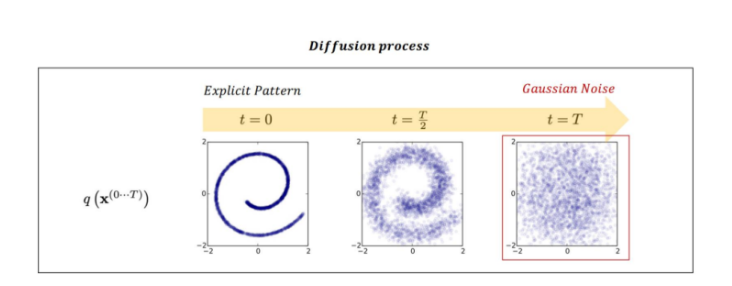 Diffusion process
Explicit Pattern
Gaussian Noise
t = 0
t = T/2
t = T
q (x^(0⋯T))
2
0
−2
−2
0
2
2
0
−2
−2
0
2
2
0
−2
−2
0
2